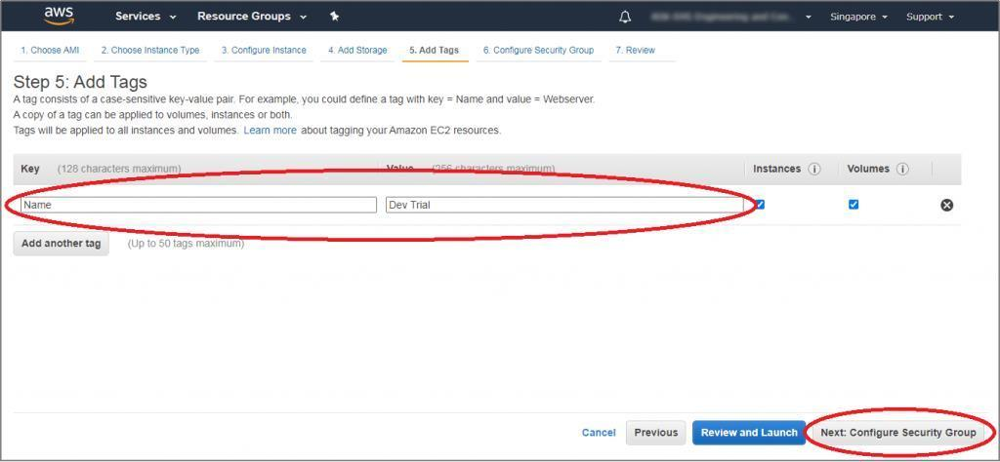 aws Services Resource Groups Singapore Support
1. Choose AMI 2. Choose Instance Type 3. Configure Instance 4. Add Storage 5. Add Tags 6. Configure Security Group 7. Review
Step 5: Add Tags
A tag consists of a case-sensitive key-value pair. For example, you could define a tag with key = Name and value = Webserver.
A copy of a tag can be applied to volumes, instances or both.
Tags will be applied to all instances and volumes. Learn more about tagging your Amazon EC2 resources.
Key (128 characters maximum) Value (256 characters maximum) Instances Volumes
Name Dev Trial
Add another tag (Up to 50 tags maximum)
Cancel Previous Review and Launch Next: Configure Security Group